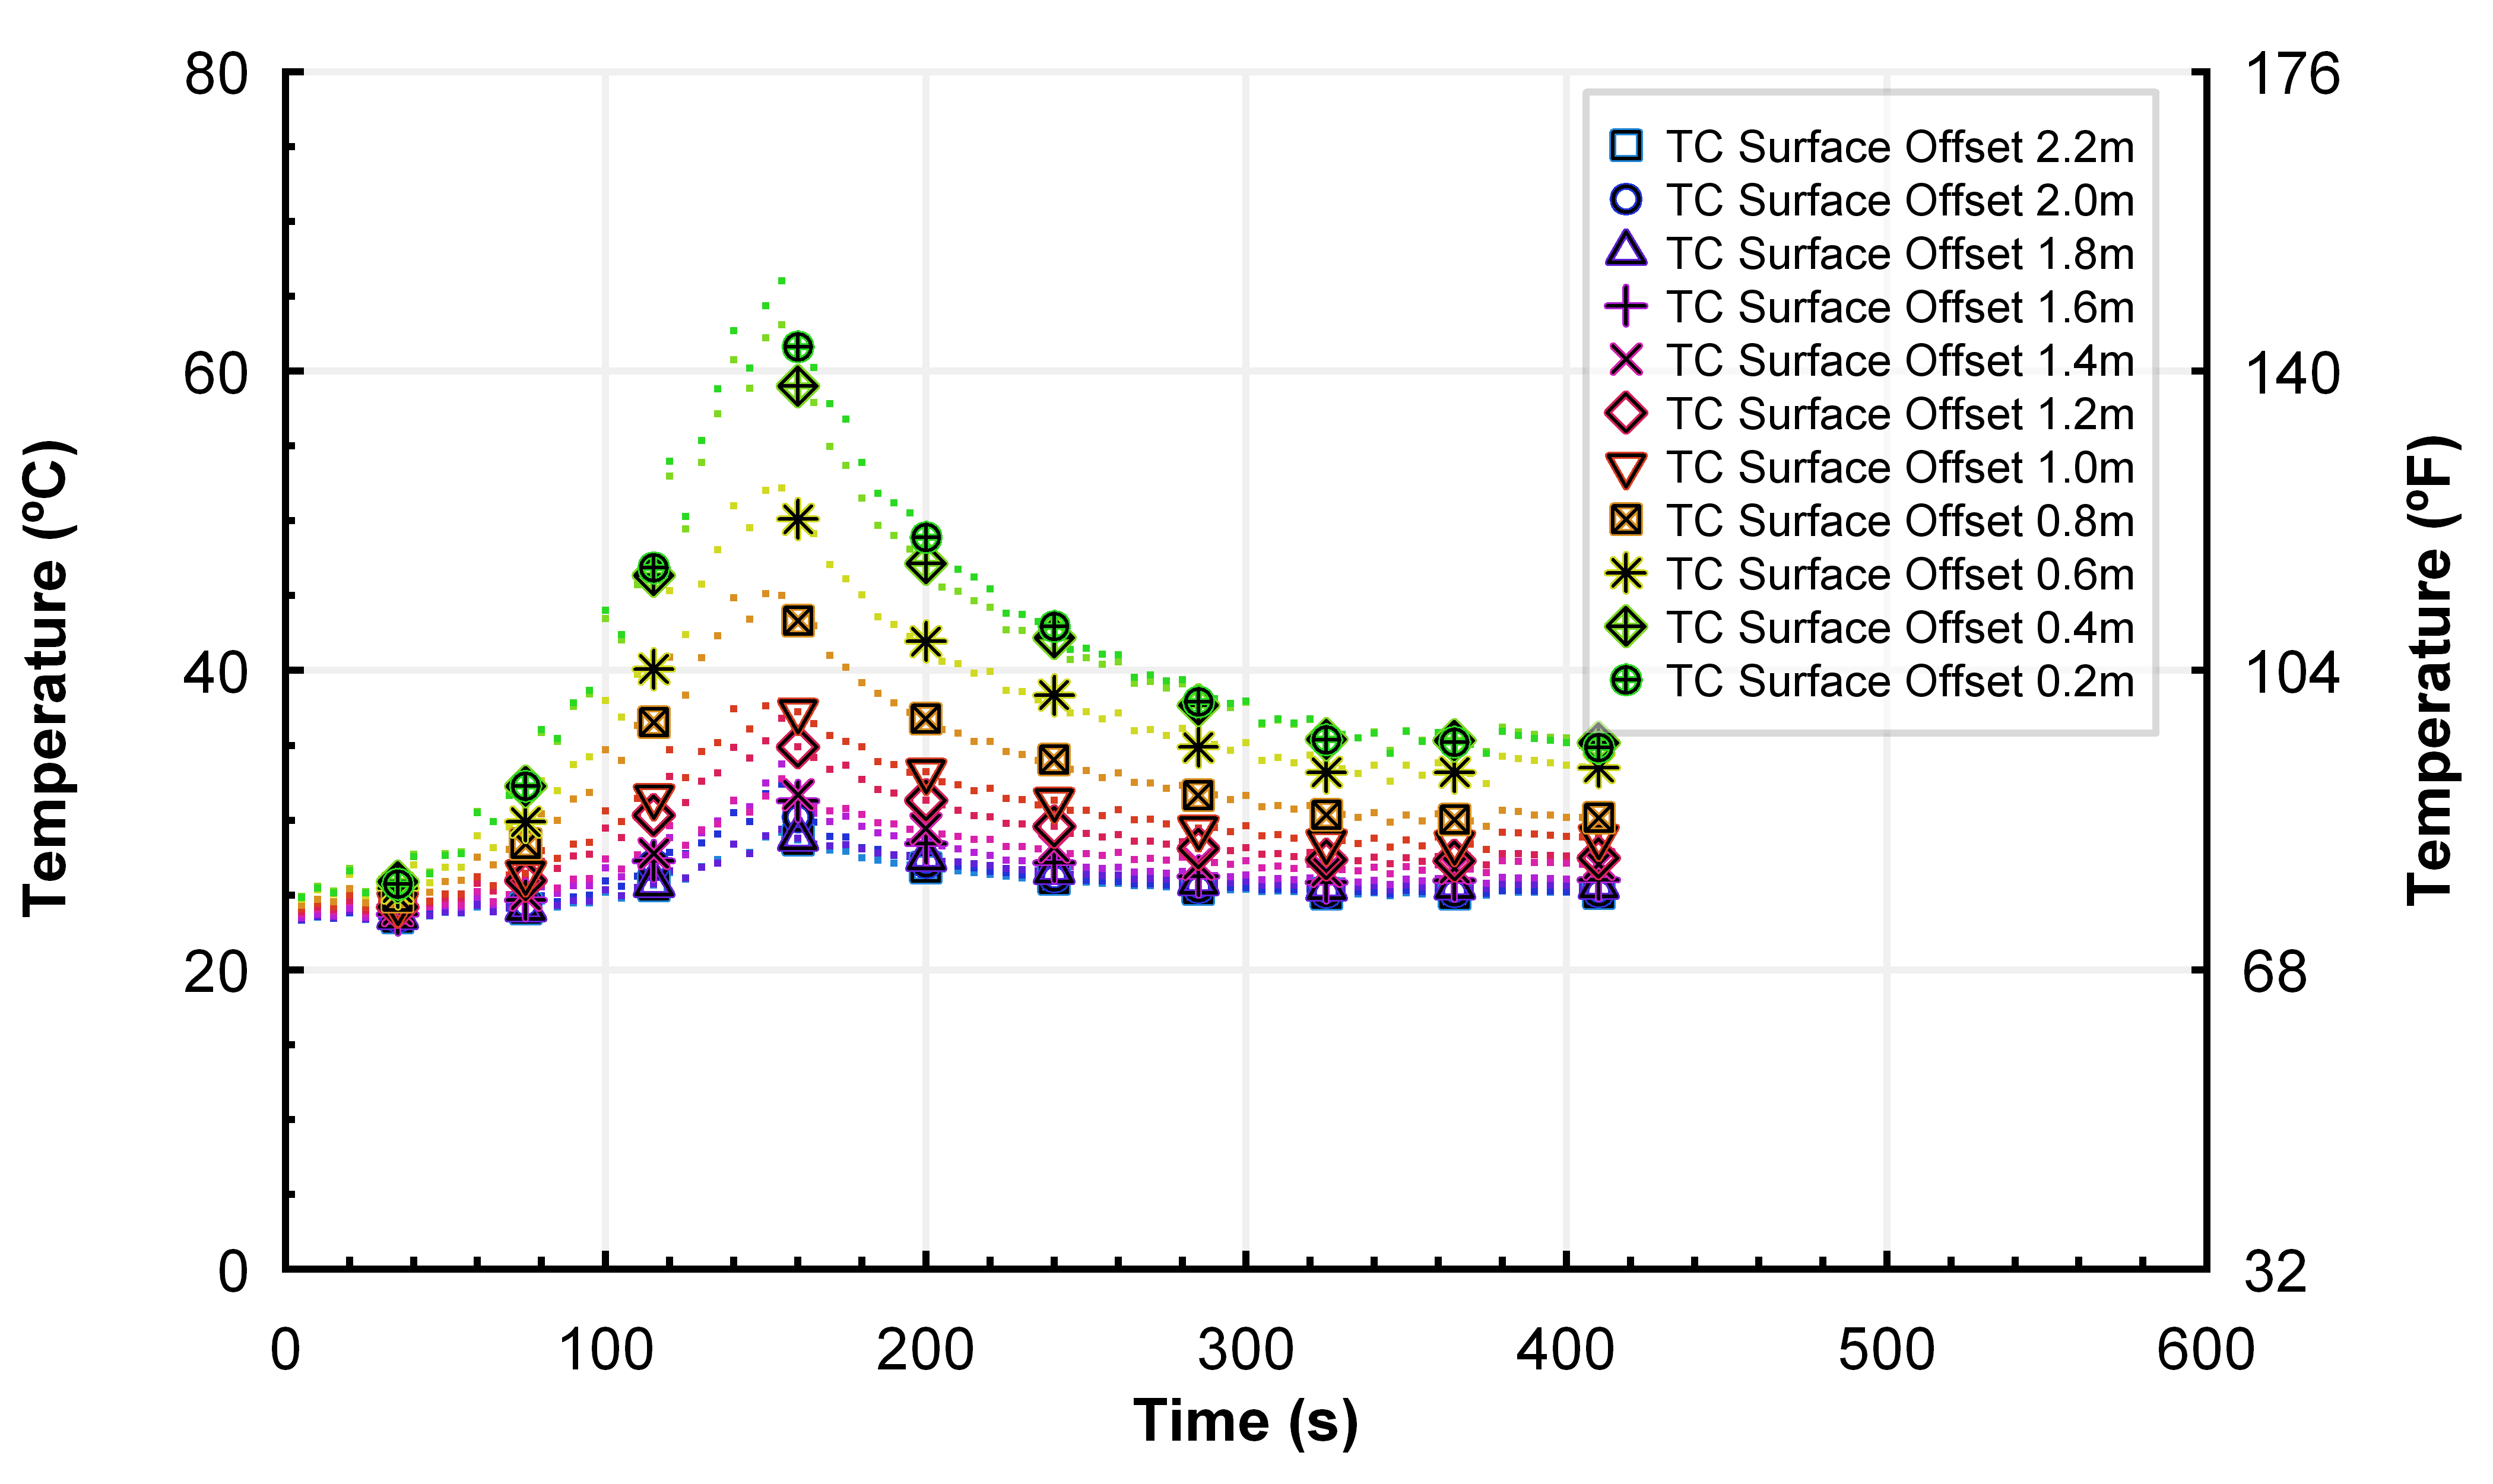 80
60
40
20
0
Temperature (ºC)
176
140
104
68
32
Temperature (ºF)
TC Surface Offset 2.2m
TC Surface Offset 2.0m
TC Surface Offset 1.8m
TC Surface Offset 1.6m
TC Surface Offset 1.4m
TC Surface Offset 1.2m
TC Surface Offset 1.0m
TC Surface Offset 0.8m
TC Surface Offset 0.6m
TC Surface Offset 0.4m
TC Surface Offset 0.2m
0 100 200 300 400 500 600
Time (s)